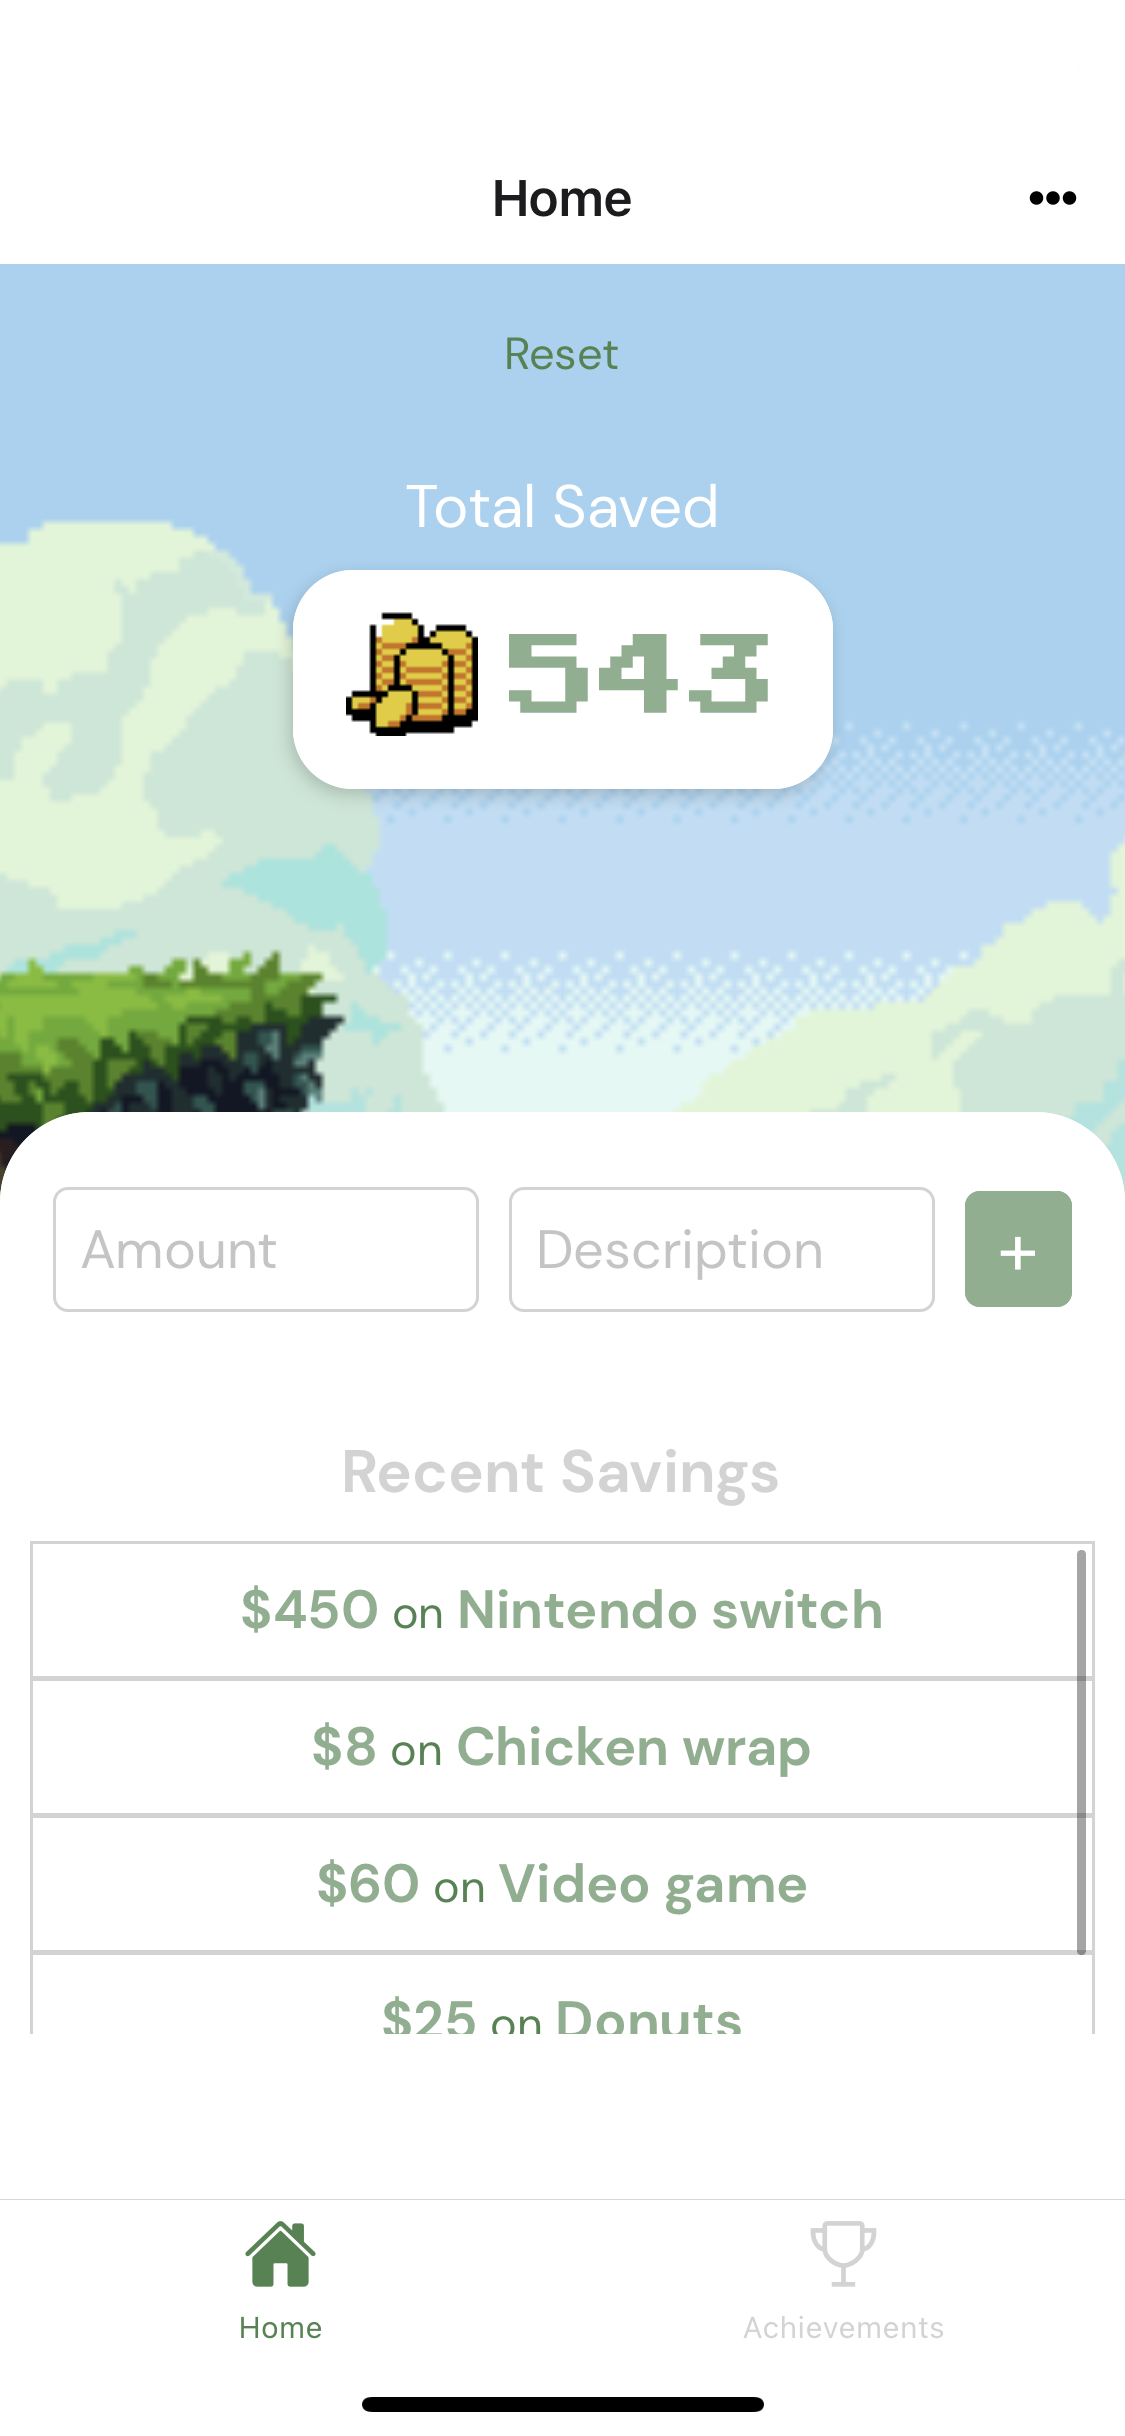 Home
Reset
Total Saved
543
Amount
Description
+
Recent Savings
$450 on Nintendo switch
$8 on Chicken wrap
$60 on Video game
$25 on Donuts
Home
Achievements